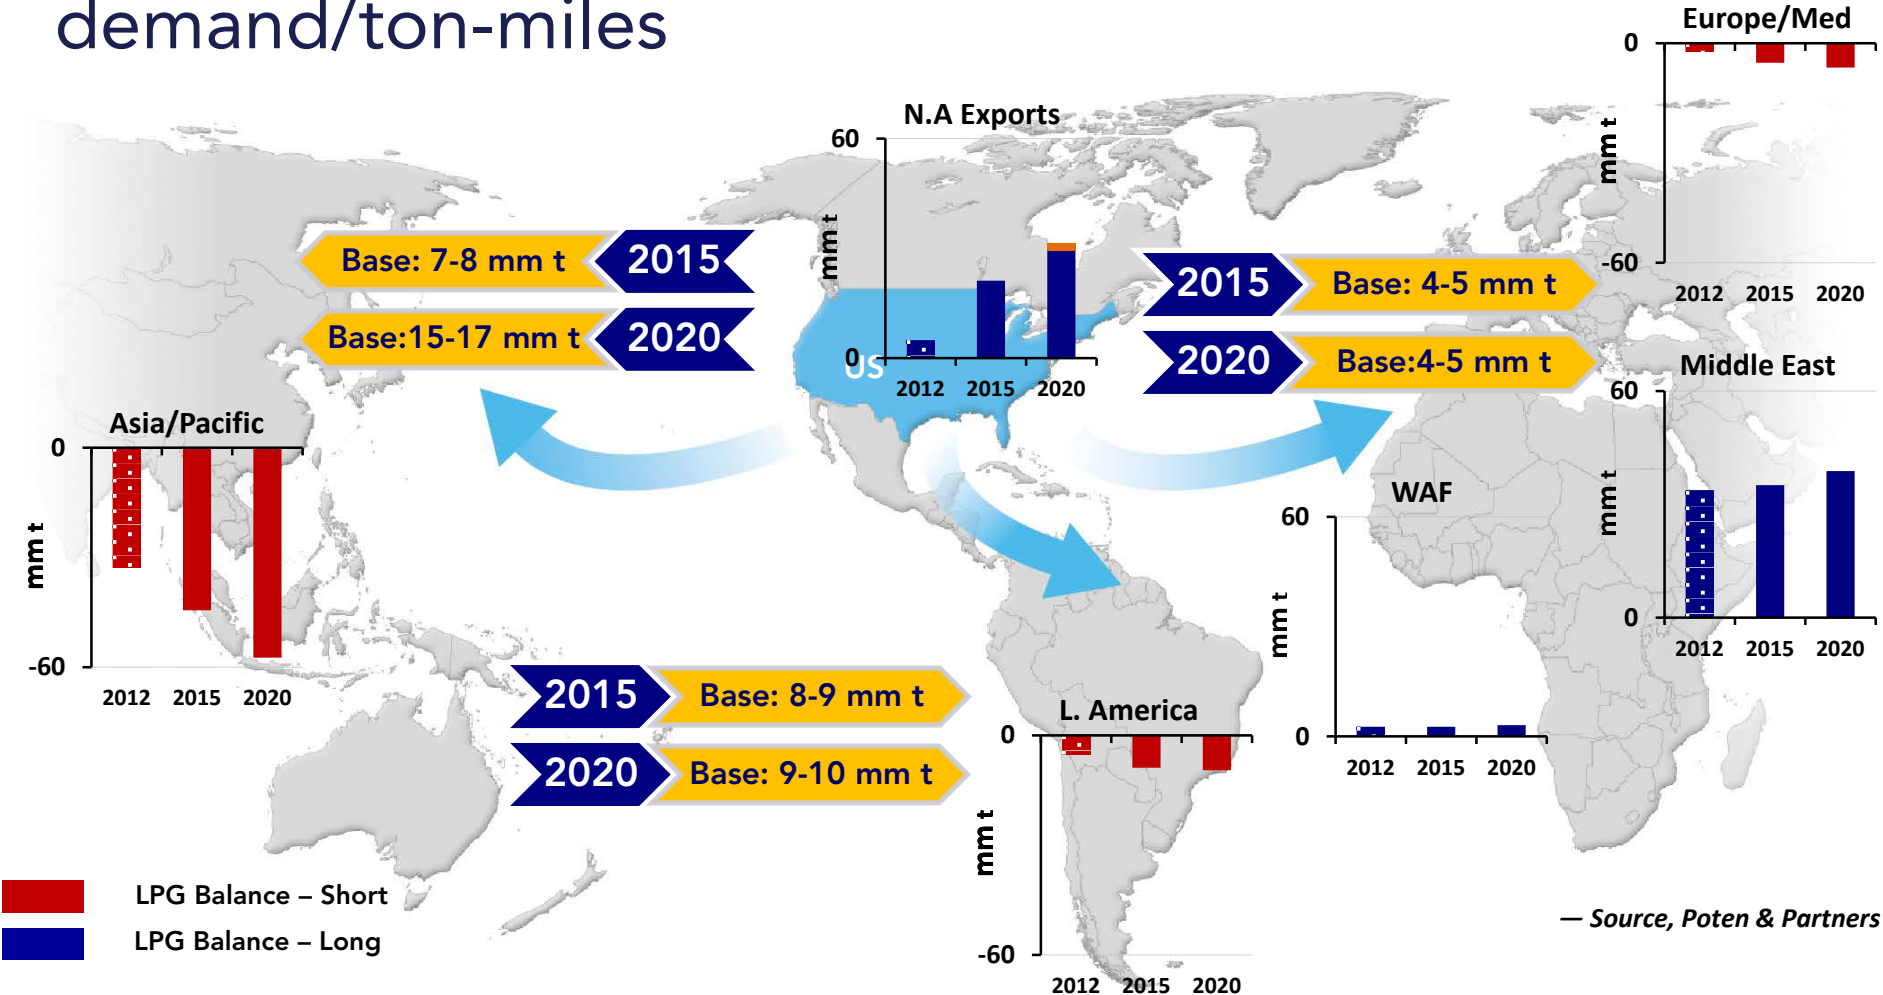 demand/ton-miles
Europe/Med
0
mm t
-60
2012 2015 2020
N.A Exports
60
mm t
0
US
2012 2015 2020
Base: 7-8 mm t 2015
Base:15-17 mm t 2020
2015 Base: 4-5 mm t
2020 Base:4-5 mm t
Middle East
60
mm t
0
2012 2015 2020
Asia/Pacific
0
mm t
-60
2012 2015 2020
WAF
60
mm t
0
2012 2015 2020
2015 Base: 8-9 mm t
2020 Base: 9-10 mm t
L. America
0
mm t
-60
2012 2015 2020
LPG Balance – Short
LPG Balance – Long
— Source, Poten & Partners